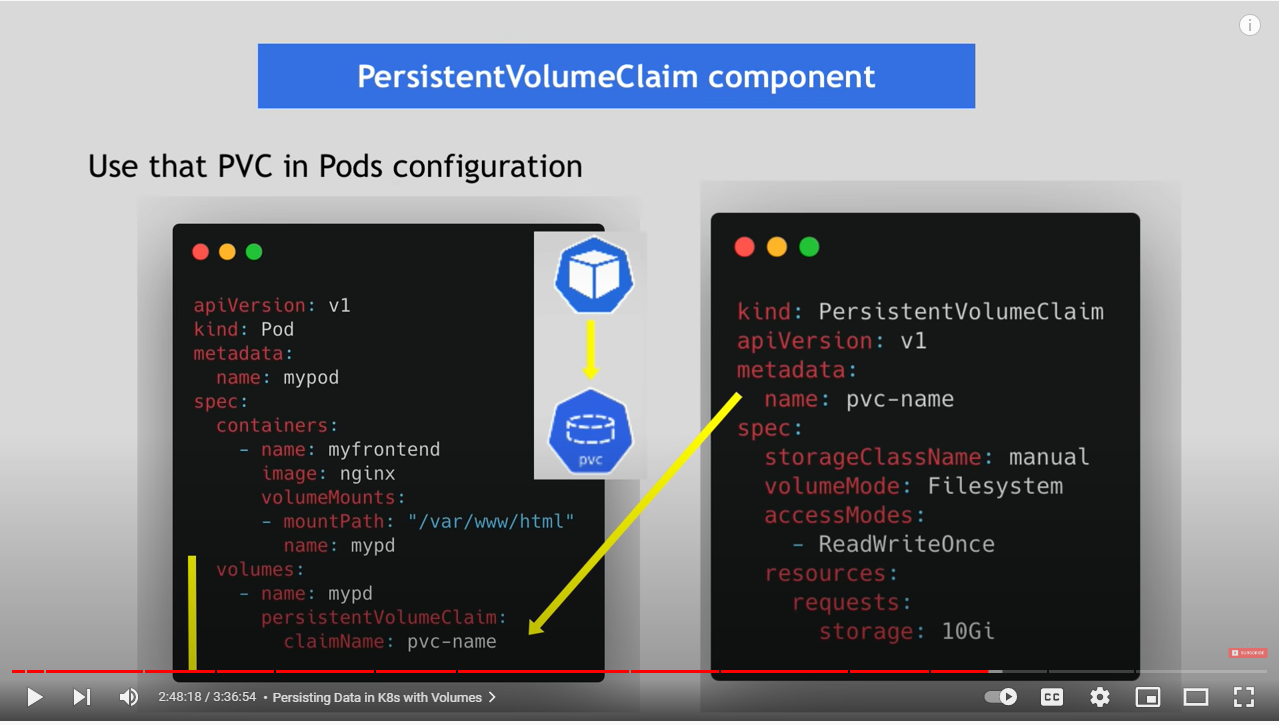 PersistentVolumeClaim component
Use that PVC in Pods configuration
apiVersion: v1
kind: Pod
metadata:
  name: mypod
spec:
  containers:
    - name: myfrontend
      image: nginx
      volumeMounts:
      - mountPath: "/var/www/html"
        name: mypd
  volumes:
    - name: mypd
      persistentVolumeClaim:
        claimName: pvc-name
pvc
kind: PersistentVolumeClaim
apiVersion: v1
metadata:
  name: pvc-name
spec:
  storageClassName: manual
  volumeMode: Filesystem
  accessModes:
    - ReadWriteOnce
  resources:
    requests:
      storage: 10Gi
2:48:18 / 3:36:54 • Persisting Data in K8s with Volumes
CC